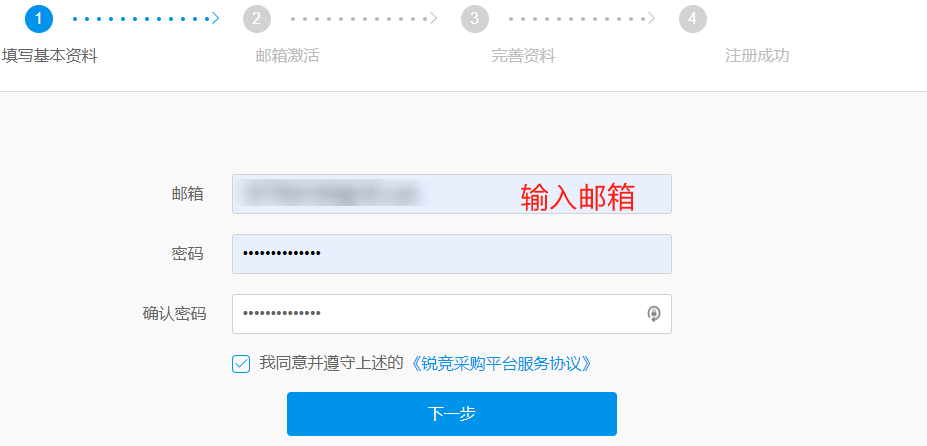 1 2 3 4
填写基本资料 邮箱激活 完善资料 注册成功
邮箱 输入邮箱
密码 ••••••••••••••
确认密码 ••••••••••••••
我同意并遵守上述的《锐竞采购平台服务协议》
下一步